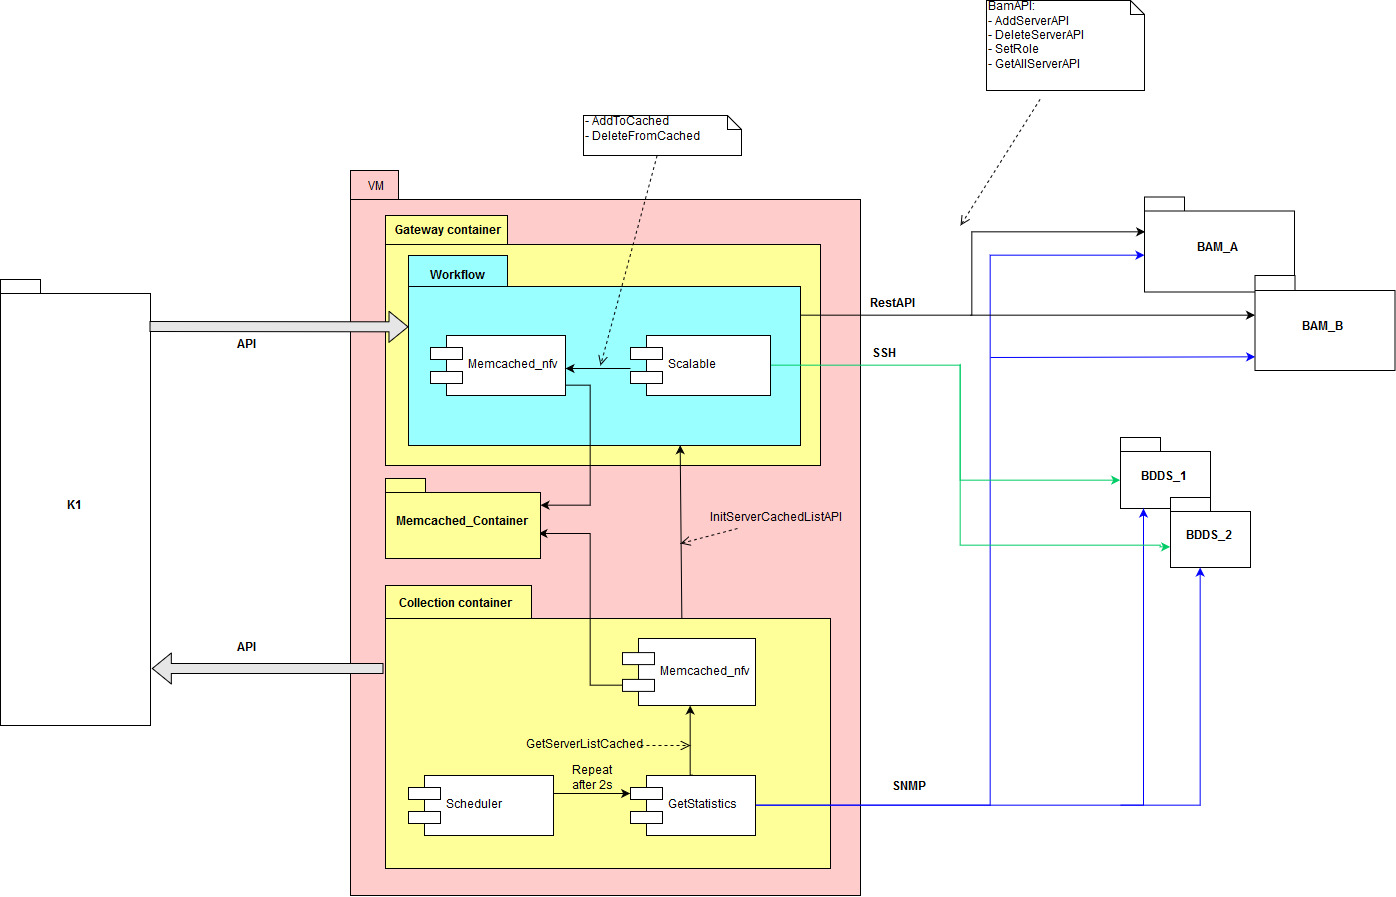 BamAPI:
- AddServerAPI
- DeleteServerAPI
- SetRole
- GetAllServerAPI
- AddToCached
- DeleteFromCached
VM
Gateway container
Workflow
Memcached_nfv
Scalable
API
RestAPI
SSH
BAM_A
BAM_B
BDDS_1
BDDS_2
K1
Memcached_Container
InitServerCachedListAPI
Collection container
API
Memcached_nfv
GetServerListCached
Repeat
after 2s
Scheduler
GetStatistics
SNMP